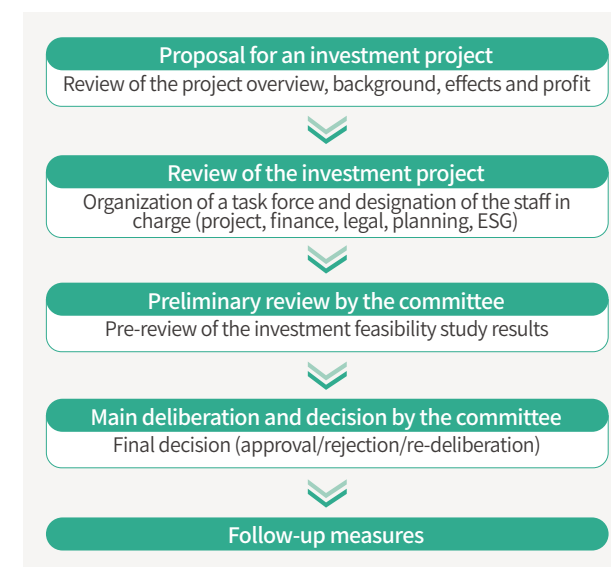 Proposal for an investment project
Review of the project overview, background, effects and profit
Review of the investment project
Organization of a task force and designation of the staff in
charge (project, finance, legal, planning, ESG)
Preliminary review by the committee
Pre-review of the investment feasibility study results
Main deliberation and decision by the committee
Final decision (approval/rejection/re-deliberation)
Follow-up measures